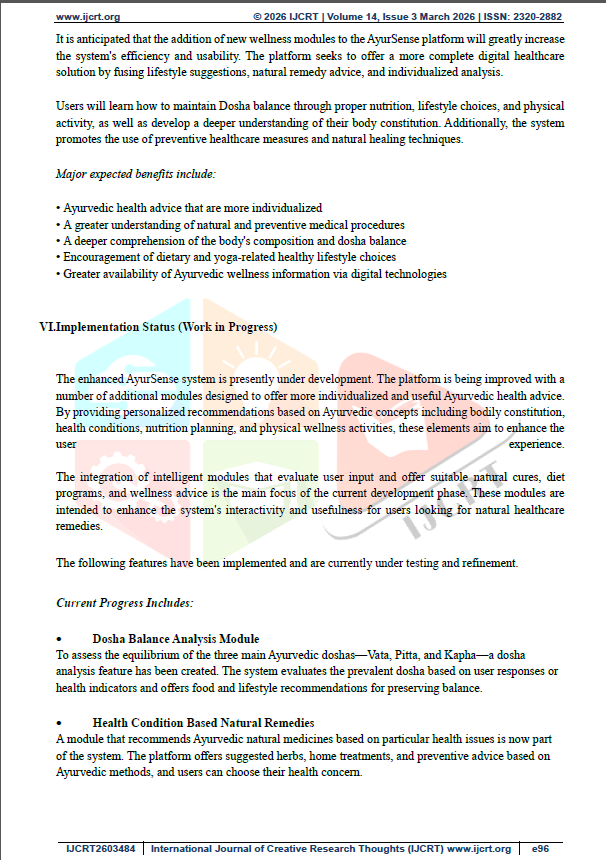 www.ijcrt.org © 2026 IJCRT | Volume 14, Issue 3 March 2026 | ISSN: 2320-2882
It is anticipated that the addition of new wellness modules to the AyurSense platform will greatly increase
the system's efficiency and usability. The platform seeks to offer a more complete digital healthcare
solution by fusing lifestyle suggestions, natural remedy advice, and individualized analysis.
Users will learn how to maintain Dosha balance through proper nutrition, lifestyle choices, and physical
activity, as well as develop a deeper understanding of their body constitution. Additionally, the system
promotes the use of preventive healthcare measures and natural healing techniques.
Major expected benefits include:
• Ayurvedic health advice that are more individualized
• A greater understanding of natural and preventive medical procedures
• A deeper comprehension of the body's composition and dosha balance
• Encouragement of dietary and yoga-related healthy lifestyle choices
• Greater availability of Ayurvedic wellness information via digital technologies
VI.Implementation Status (Work in Progress)
The enhanced AyurSense system is presently under development. The platform is being improved with a
number of additional modules designed to offer more individualized and useful Ayurvedic health advice.
By providing personalized recommendations based on Ayurvedic concepts including bodily constitution,
health conditions, nutrition planning, and physical wellness activities, these elements aim to enhance the
user experience.
The integration of intelligent modules that evaluate user input and offer suitable natural cures, diet
programs, and wellness advice is the main focus of the current development phase. These modules are
intended to enhance the system's interactivity and usefulness for users looking for natural healthcare
remedies.
IJCRT
The following features have been implemented and are currently under testing and refinement.
Current Progress Includes:
• Dosha Balance Analysis Module
To assess the equilibrium of the three main Ayurvedic doshas—Vata, Pitta, and Kapha—a dosha
analysis feature has been created. The system evaluates the prevalent dosha based on user responses or
health indicators and offers food and lifestyle recommendations for preserving balance.
• Health Condition Based Natural Remedies
A module that recommends Ayurvedic natural medicines based on particular health issues is now part
of the system. The platform offers suggested herbs, home treatments, and preventive advice based on
Ayurvedic methods, and users can choose their health concern.
IJCRT2603484 International Journal of Creative Research Thoughts (IJCRT) www.ijcrt.org e96